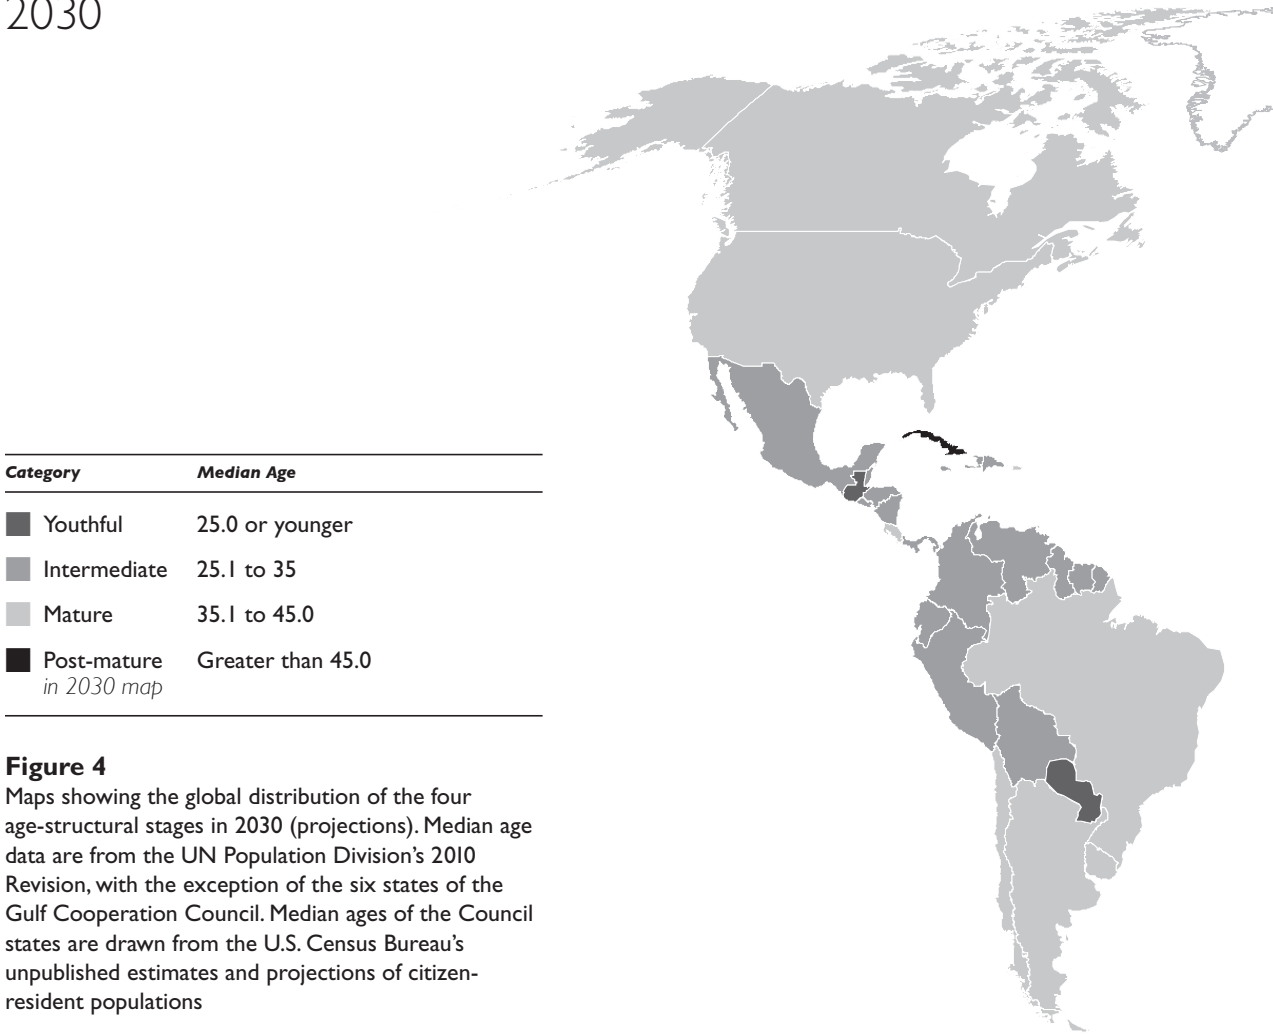 2030
Category Median Age
Youthful 25.0 or younger
Intermediate 25.1 to 35
Mature 35.1 to 45.0
Post-mature Greater than 45.0
in 2030 map
Figure 4
Maps showing the global distribution of the four
age-structural stages in 2030 (projections). Median age
data are from the UN Population Division’s 2010
Revision, with the exception of the six states of the
Gulf Cooperation Council. Median ages of the Council
states are drawn from the U.S. Census Bureau’s
unpublished estimates and projections of citizen-
resident populations